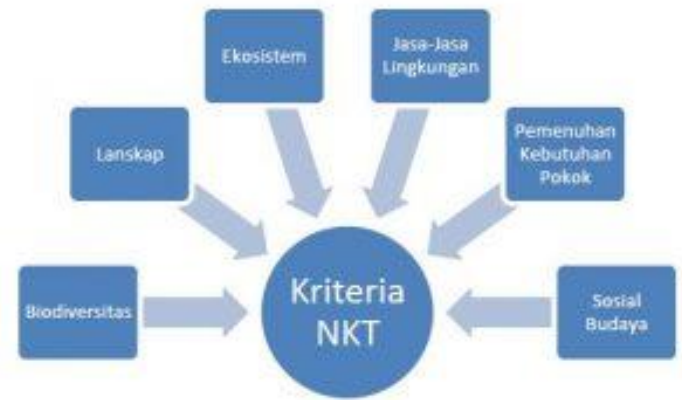 Ekosistem
Jasa-Jasa
Lingkungan
Lanskap
Pemenuhan
Kebutuhan
Pokok
Biodiversitas
Kriteria
NKT
Sosial
Budaya